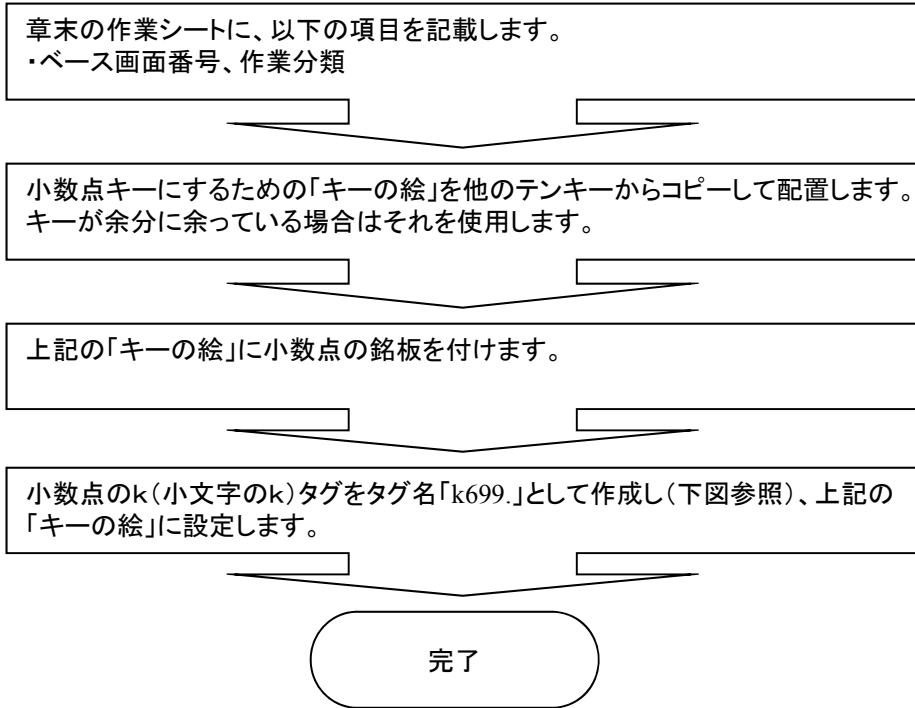 章末の作業シートに、以下の項目を記載します。
・ベース画面番号、作業分類
小数点キーにするための「キーの絵」を他のテンキーからコピーして配置します。
キーが余分に余っている場合はそれを使用します。
上記の「キーの絵」に小数点の銘板を付けます。
小数点のｋ（小文字のｋ）タグをタグ名「k699.」として作成し（下図参照）、上記の
「キーの絵」に設定します。
完了